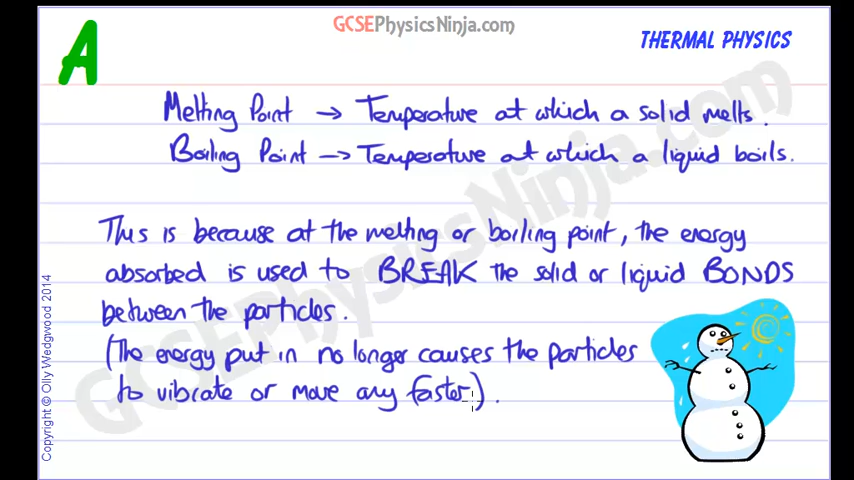 GCSEPhysicsNinja.com
A
THERMAL PHYSICS
Melting Point → Temperature at which a solid melts.
Boiling Point → Temperature at which a liquid boils.
This is because at the melting or boiling point, the energy
absorbed is used to BREAK the solid or liquid BONDS
between the particles.
(The energy put in no longer causes the particles
to vibrate or move any faster).
Copyright © Olly Wedgwood 2014
GCSEPhysicsNinja.com